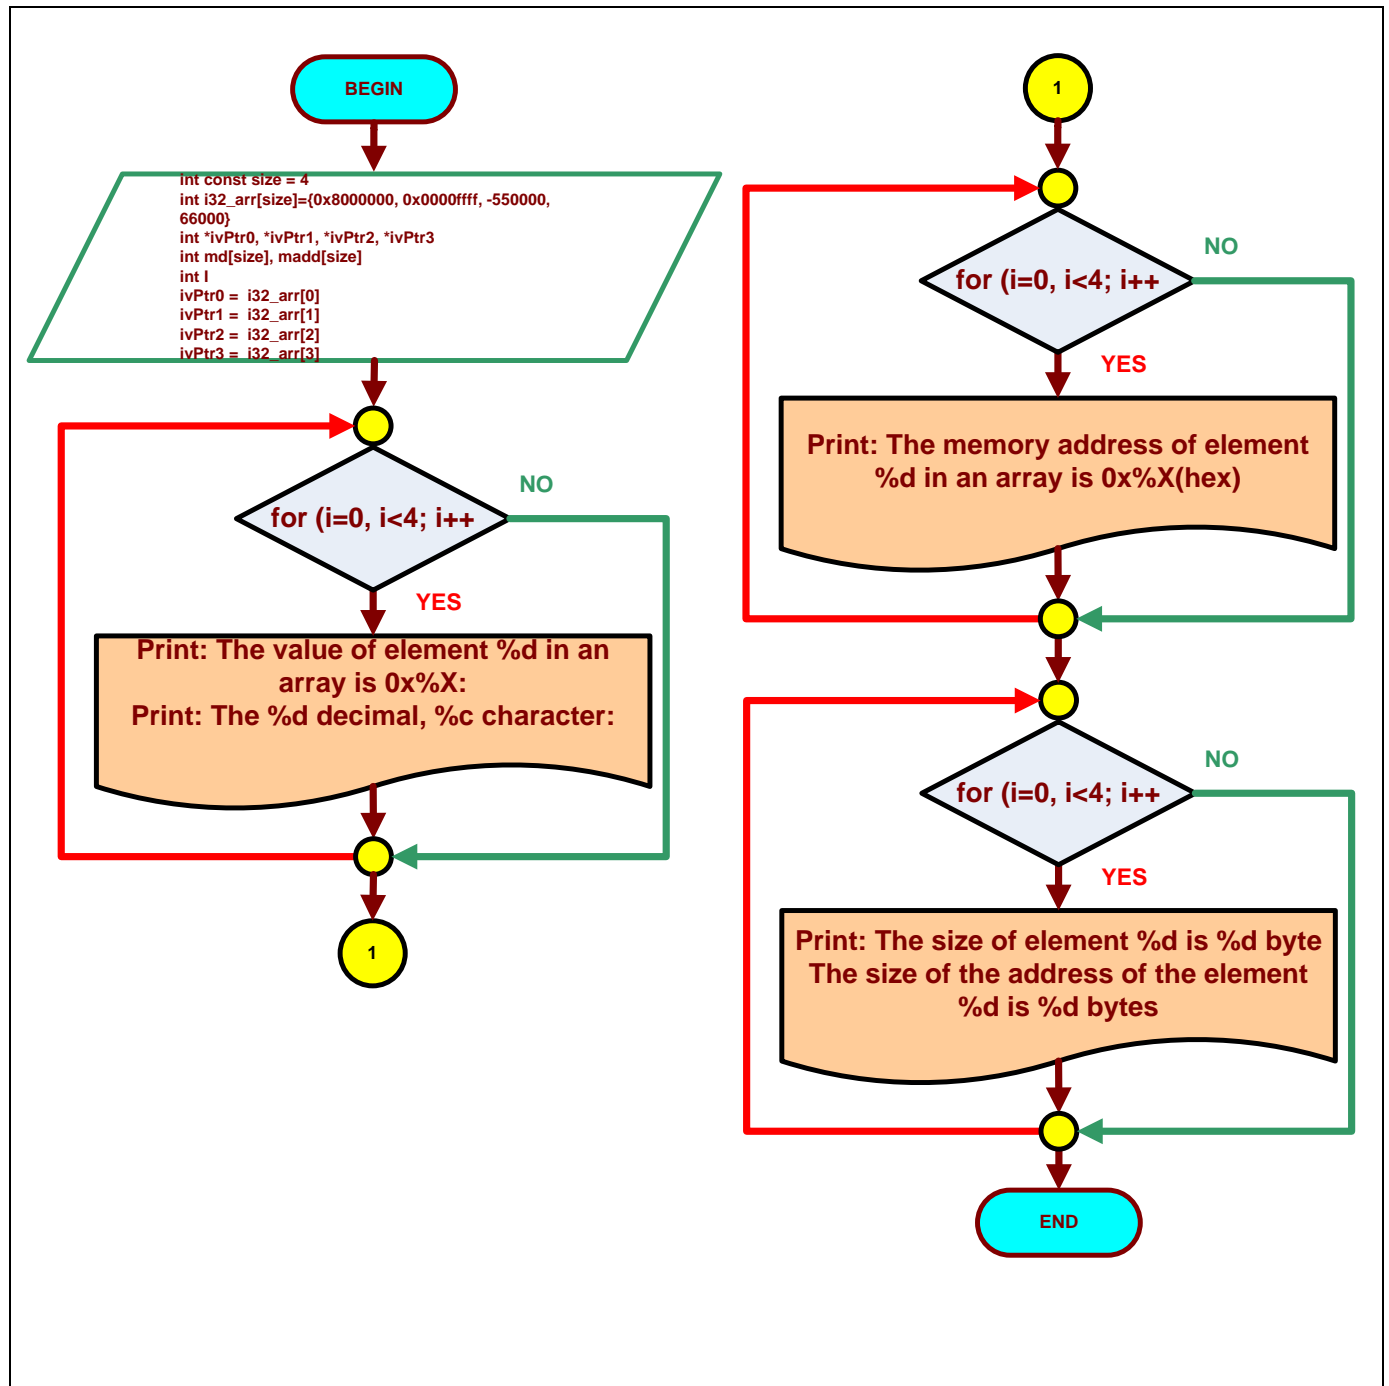 BEGIN
int const size = 4
int i32_arr[size]={0x8000000, 0x0000ffff, -550000,
66000}
int *ivPtr0, *ivPtr1, *ivPtr2, *ivPtr3
int md[size], madd[size]
int I
ivPtr0 =  i32_arr[0]
ivPtr1 =  i32_arr[1]
ivPtr2 =  i32_arr[2]
ivPtr3 =  i32_arr[3]
for (i=0, i<4; i++
NO
YES
Print: The value of element %d in an
array is 0x%X:
Print: The %d decimal, %c character:
1
1
for (i=0, i<4; i++
NO
YES
Print: The memory address of element
%d in an array is 0x%X(hex)
for (i=0, i<4; i++
NO
YES
Print: The size of element %d is %d byte
The size of the address of the element
%d is %d bytes
END